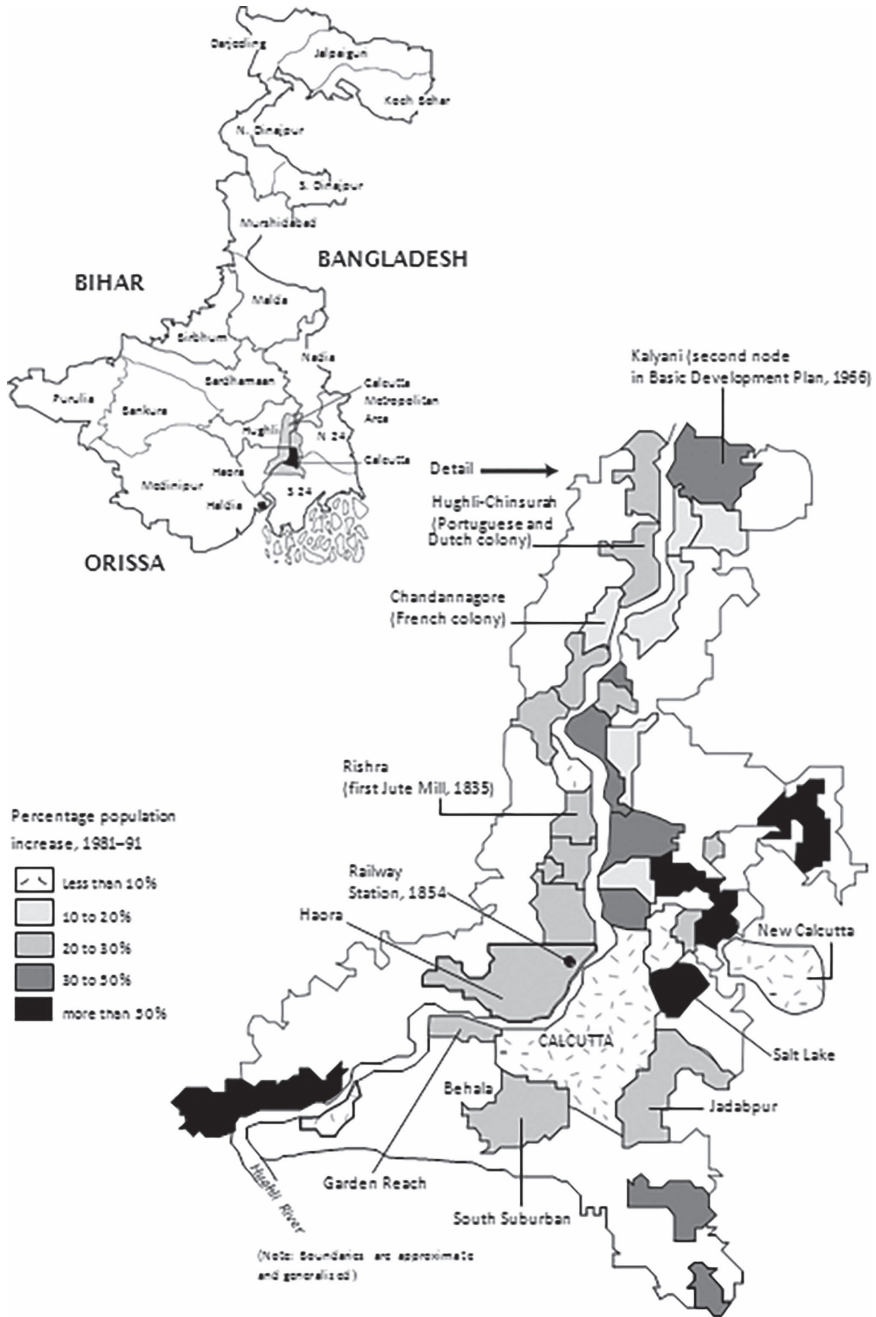 Darjeeling
Jalpaiguri
Koch Bohar
N. Dinajpur
S. Dinajpur
Murshidabad
BANGLADESH
BIHAR
Malda
Birbhum
Nadia
Bardhamaan
Purulia
Bankura
Calcutta
Metropolitan
Area
Hughli
N 24
Haora
Calcutta
Midinipur
S 24
Haldia
ORISSA
Kalyani (second node
in Basic Development Plan, 1966)
Detail
Hughli-Chinsurah
(Portuguese and
Dutch colony)
Chandannagore
(French colony)
Rishra
(first Jute Mill, 1835)
Percentage population
increase, 1981–91
Less than 10%
10 to 20%
20 to 30%
30 to 50%
more than 50%
Railway
Station, 1854
Haora
New Calcutta
CALCUTTA
Salt Lake
Behala
Jadabpur
Garden Reach
South Suburban
Hughli River
(Note: Boundaries are approximate
and generalised)